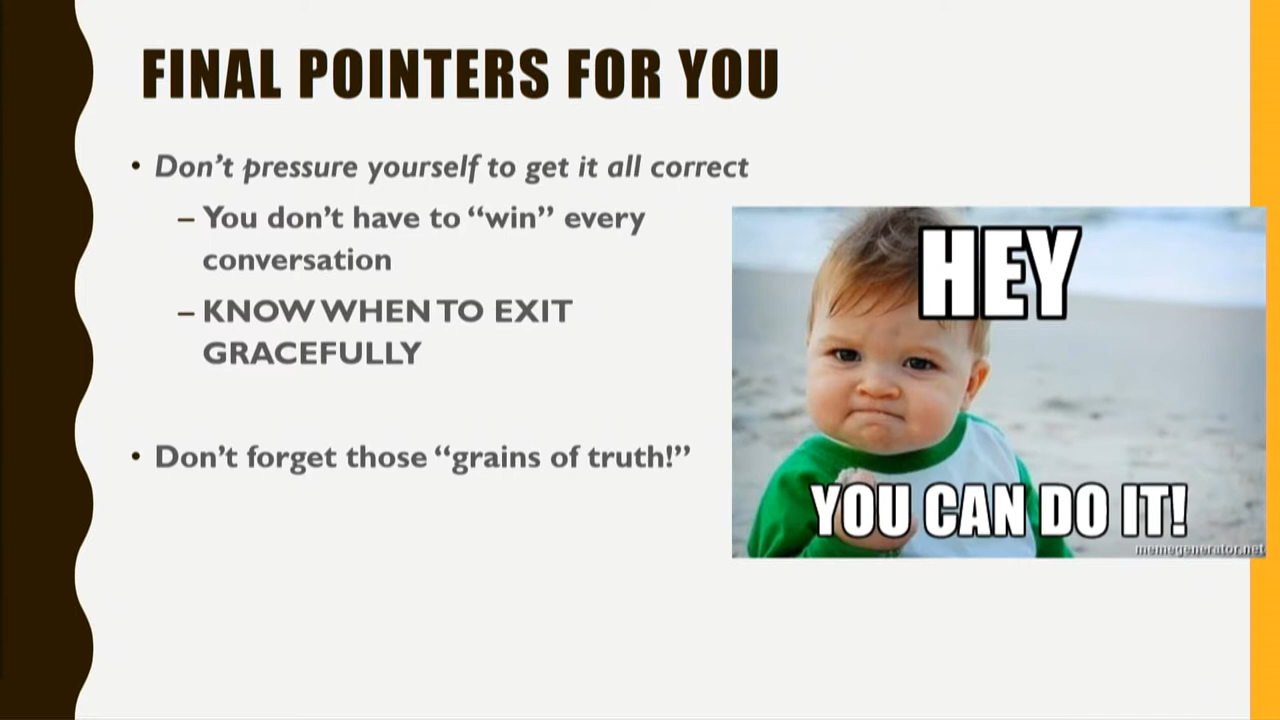 FINAL POINTERS FOR YOU
• Don’t pressure yourself to get it all correct
– You don’t have to “win” every
conversation
– KNOW WHEN TO EXIT
GRACEFULLY
• Don’t forget those “grains of truth!”
HEY
YOU CAN DO IT!
memegenerator.net